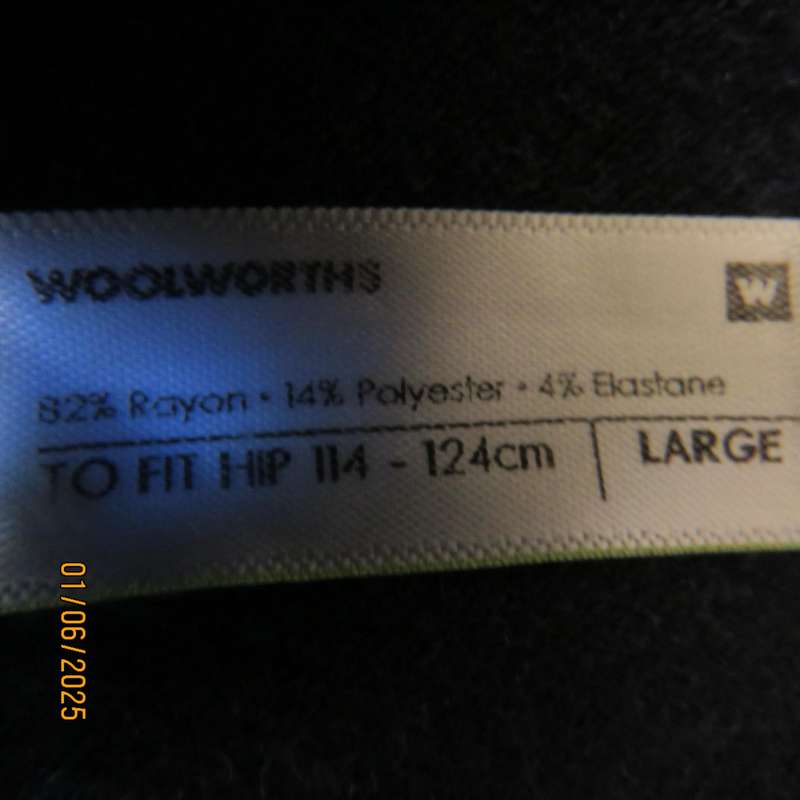 WOOLWORTHS
W
82% Rayon • 14% Polyester • 4% Elastane
TO FIT HIP 114 - 124cm | LARGE
01/06/2025